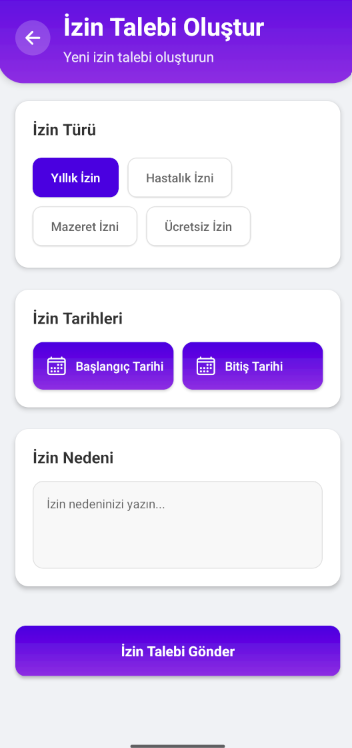 İzin Talebi Oluştur
Yeni izin talebi oluşturun
İzin Türü
Yıllık İzin
Hastalık İzni
Mazeret İzni
Ücretsiz İzin
İzin Tarihleri
Başlangıç Tarihi
Bitiş Tarihi
İzin Nedeni
İzin nedeninizi yazın...
İzin Talebi Gönder